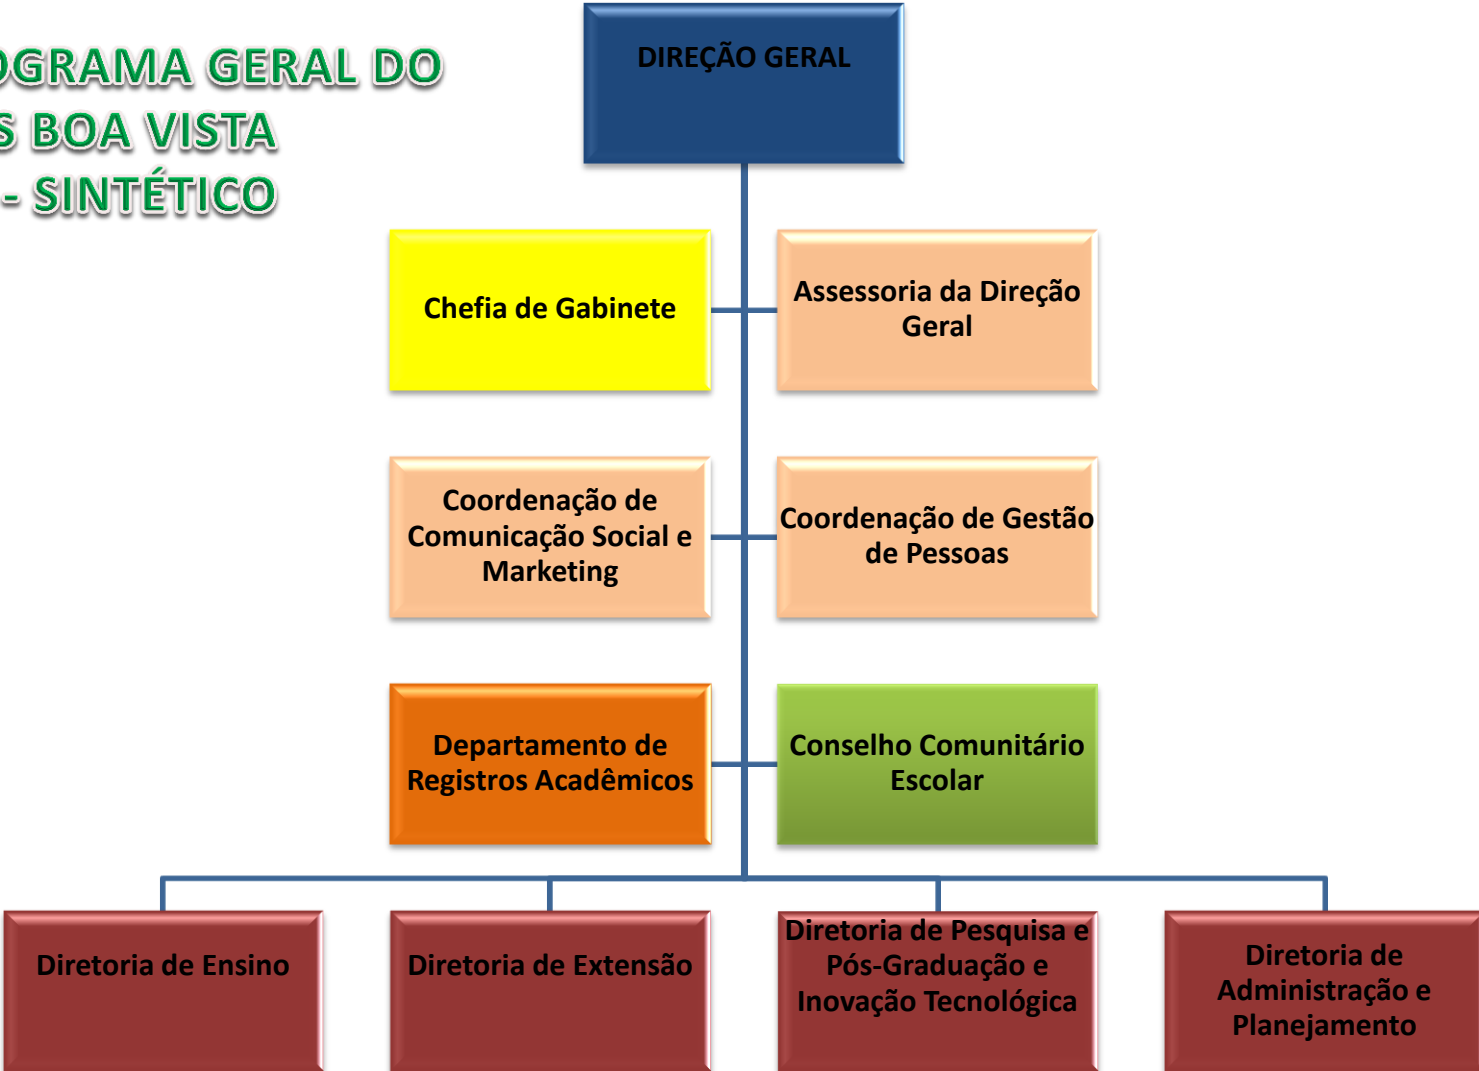 OGRAMA GERAL DO
S BOA VISTA
- SINTÉTICO
DIREÇÃO GERAL
Chefia de Gabinete
Assessoria da Direção
Geral
Coordenação de
Comunicação Social e
Marketing
Coordenação de Gestão
de Pessoas
Departamento de
Registros Acadêmicos
Conselho Comunitário
Escolar
Diretoria de Ensino
Diretoria de Extensão
Diretoria de Pesquisa e
Pós-Graduação e
Inovação Tecnológica
Diretoria de
Administração e
Planejamento